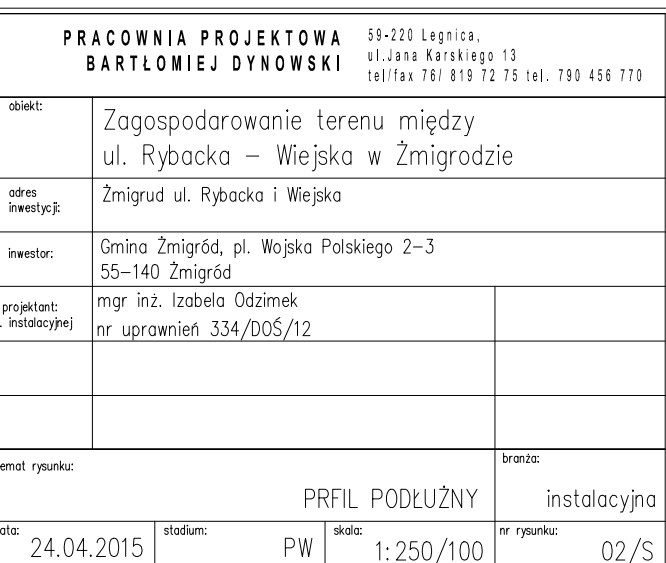 PRACOWNIA PROJEKTOWA
BARTŁOMIEJ DYNOWSKI
59-220 Legnica,
ul.Jana Karskiego 13
tel/fax 76/ 819 72 75 tel. 790 456 770
obiekt:
Zagospodarowanie terenu między
ul. Rybacka – Wiejska w Żmigrodzie
adres
inwestycji:
Żmigrud ul. Rybacka i Wiejska
inwestor:
Gmina Żmigród, pl. Wojska Polskiego 2–3
55–140 Żmigród
projektant:
. instalacyjnej
mgr inż. Izabela Odzimek
nr uprawnień 334/DOŚ/12
emat rysunku:
PRFIL PODŁUŻNY
branża:
instalacyjna
ata:
24.04.2015
stadium:
PW
skala:
1:250/100
nr rysunku:
02/S